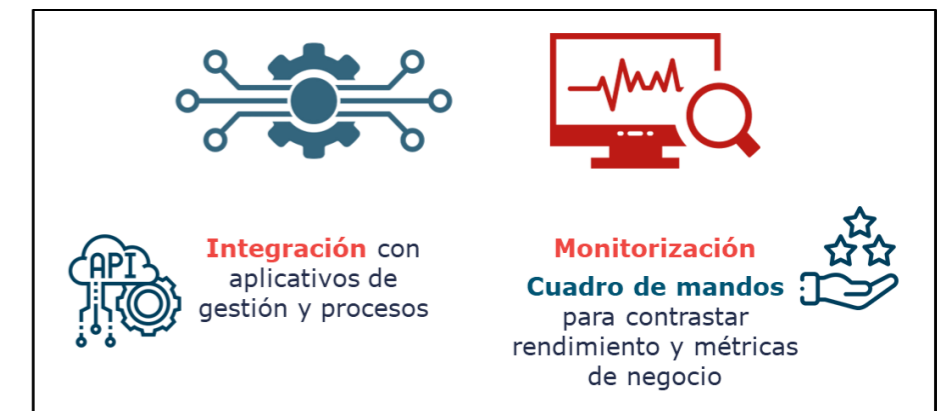 API
Integración con
aplicativos de
gestión y procesos
Monitorización
Cuadro de mandos
para contrastar
rendimiento y métricas
de negocio